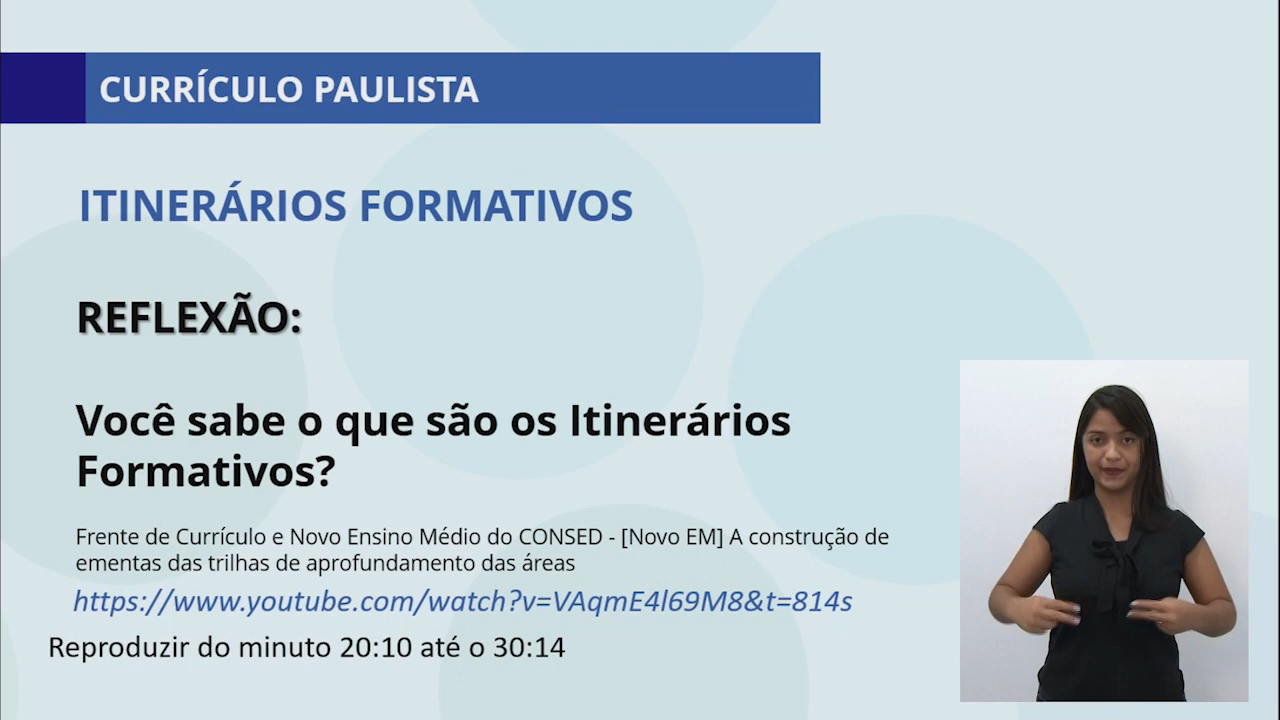 CURRÍCULO PAULISTA
ITINERÁRIOS FORMATIVOS
REFLEXÃO:
Você sabe o que são os Itinerários
Formativos?
Frente de Currículo e Novo Ensino Médio do CONSED - [Novo EM] A construção de
ementas das trilhas de aprofundamento das áreas
https://www.youtube.com/watch?v=VAqmE4l69M8&t=814s
Reproduzir do minuto 20:10 até o 30:14